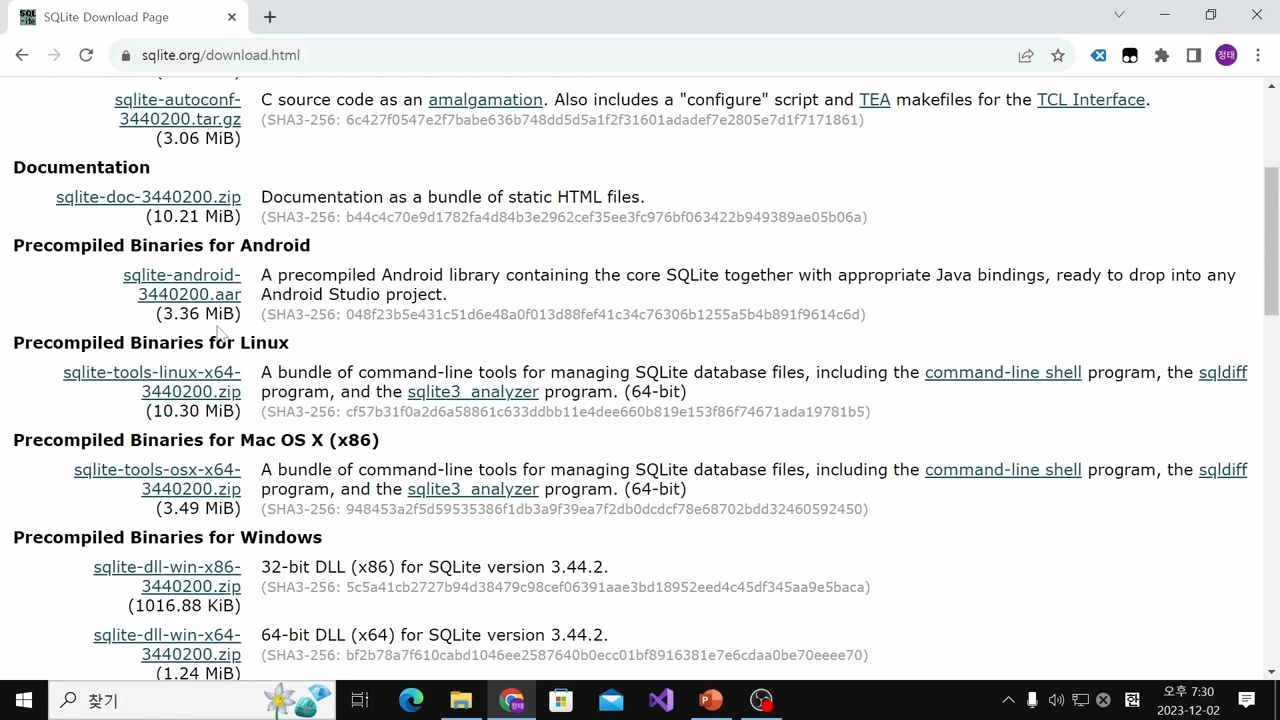 SQLite Download Page
sqlite.org/download.html
정태
sqlite-autoconf-
3440200.tar.gz
(3.06 MiB)
C source code as an amalgamation. Also includes a "configure" script and TEA makefiles for the TCL Interface.
(SHA3-256: 6c427f0547e2f7babe636b748dd5d5a1f2f31601adadef7e2805e7d1f7171861)
Documentation
sqlite-doc-3440200.zip
(10.21 MiB)
Documentation as a bundle of static HTML files.
(SHA3-256: b44c4c70e9d1782fa4d84b3e2962cef35ee3fc976bf063422b949389ae05b06a)
Precompiled Binaries for Android
sqlite-android-
3440200.aar
(3.36 MiB)
A precompiled Android library containing the core SQLite together with appropriate Java bindings, ready to drop into any
Android Studio project.
(SHA3-256: 048f23b5e431c51d6e48a0f013d88fef41c34c76306b1255a5b4b891f9614c6d)
Precompiled Binaries for Linux
sqlite-tools-linux-x64-
3440200.zip
(10.30 MiB)
A bundle of command-line tools for managing SQLite database files, including the command-line shell program, the sqldiff
program, and the sqlite3_analyzer program. (64-bit)
(SHA3-256: cf57b31f0a2d6a58861c633ddbb11e4dee660b819e153f86f74671ada19781b5)
Precompiled Binaries for Mac OS X (x86)
sqlite-tools-osx-x64-
3440200.zip
(3.49 MiB)
A bundle of command-line tools for managing SQLite database files, including the command-line shell program, the sqldiff
program, and the sqlite3_analyzer program. (64-bit)
(SHA3-256: 948453a2f5d59535386f1db3a9f39ea7f2db0dcdcf78e68702bdd32460592450)
Precompiled Binaries for Windows
sqlite-dll-win-x86-
3440200.zip
(1016.88 KiB)
32-bit DLL (x86) for SQLite version 3.44.2.
(SHA3-256: 5c5a41cb2727b94d38479c98cef06391aae3bd18952eed4c45df345aa9e5baca)
sqlite-dll-win-x64-
3440200.zip
(1.24 MiB)
64-bit DLL (x64) for SQLite version 3.44.2.
(SHA3-256: bf2b78a7f610cabd1046ee2587640b0ecc01bf8916381e7e6cdaa0be70eeee70)
찾기
한
오후 7:30
2023-12-02